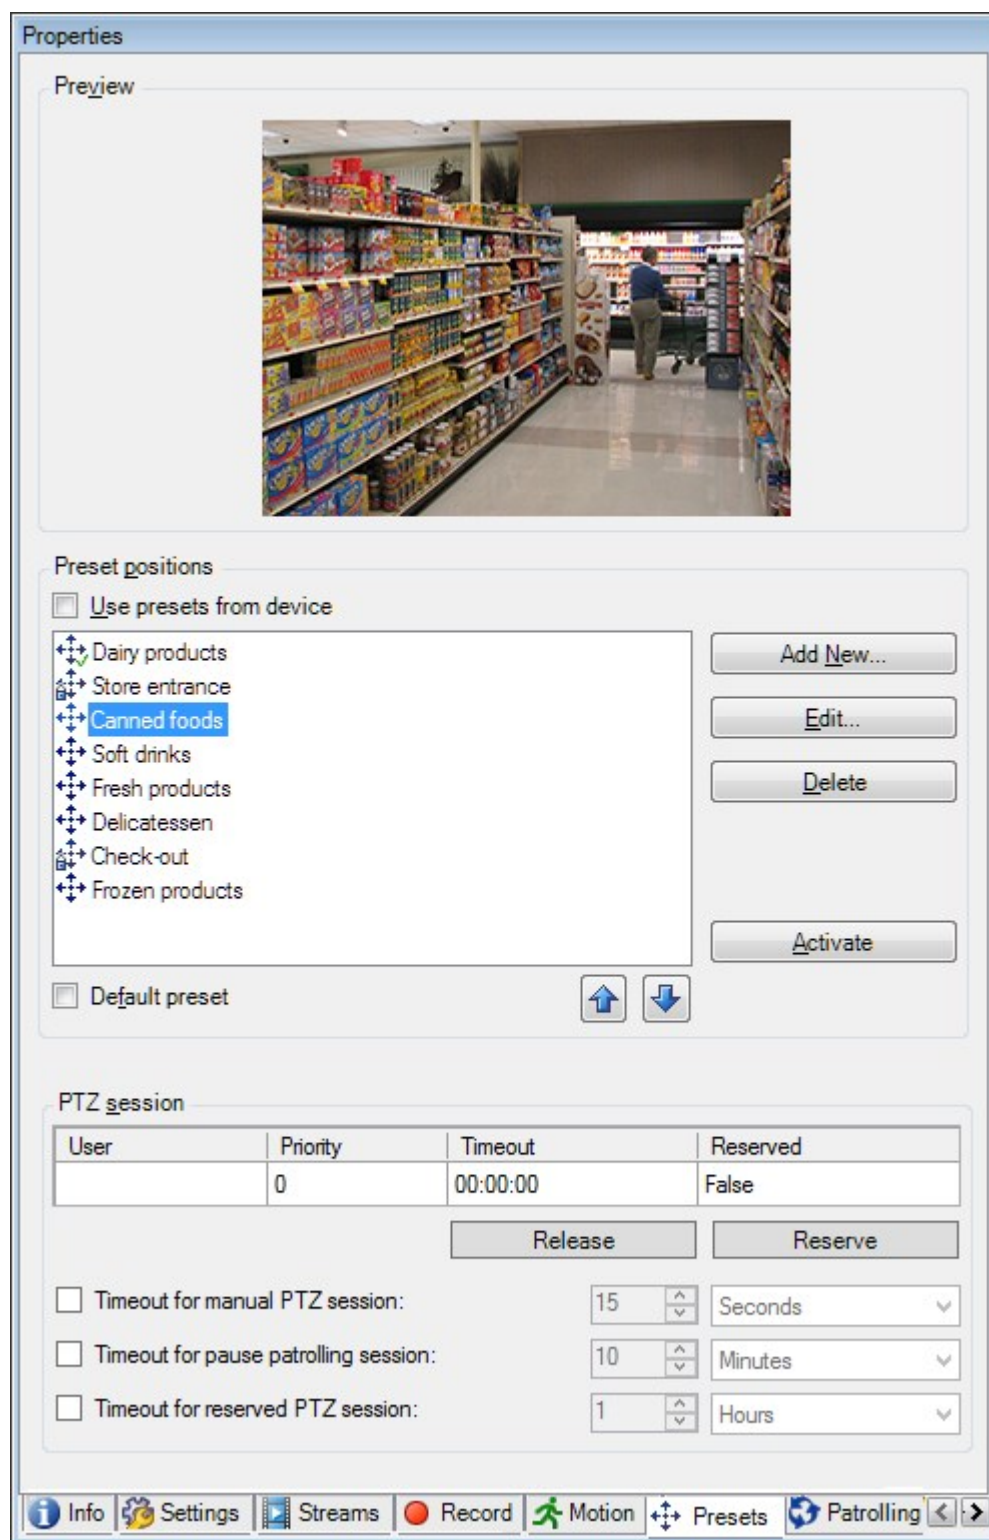 Properties
Preview
Preset positions
Use presets from device
Dairy products
Add New...
Store entrance
Canned foods
Edit...
Soft drinks
Fresh products
Delete
Delicatessen
Check-out
Frozen products
Activate
Default preset
PTZ session
User Priority Timeout Reserved
0 00:00:00 False
Release Reserve
Timeout for manual PTZ session: 15 Seconds
Timeout for pause patrolling session: 10 Minutes
Timeout for reserved PTZ session: 1 Hours
Info Settings Streams Record Motion Presets Patrolling